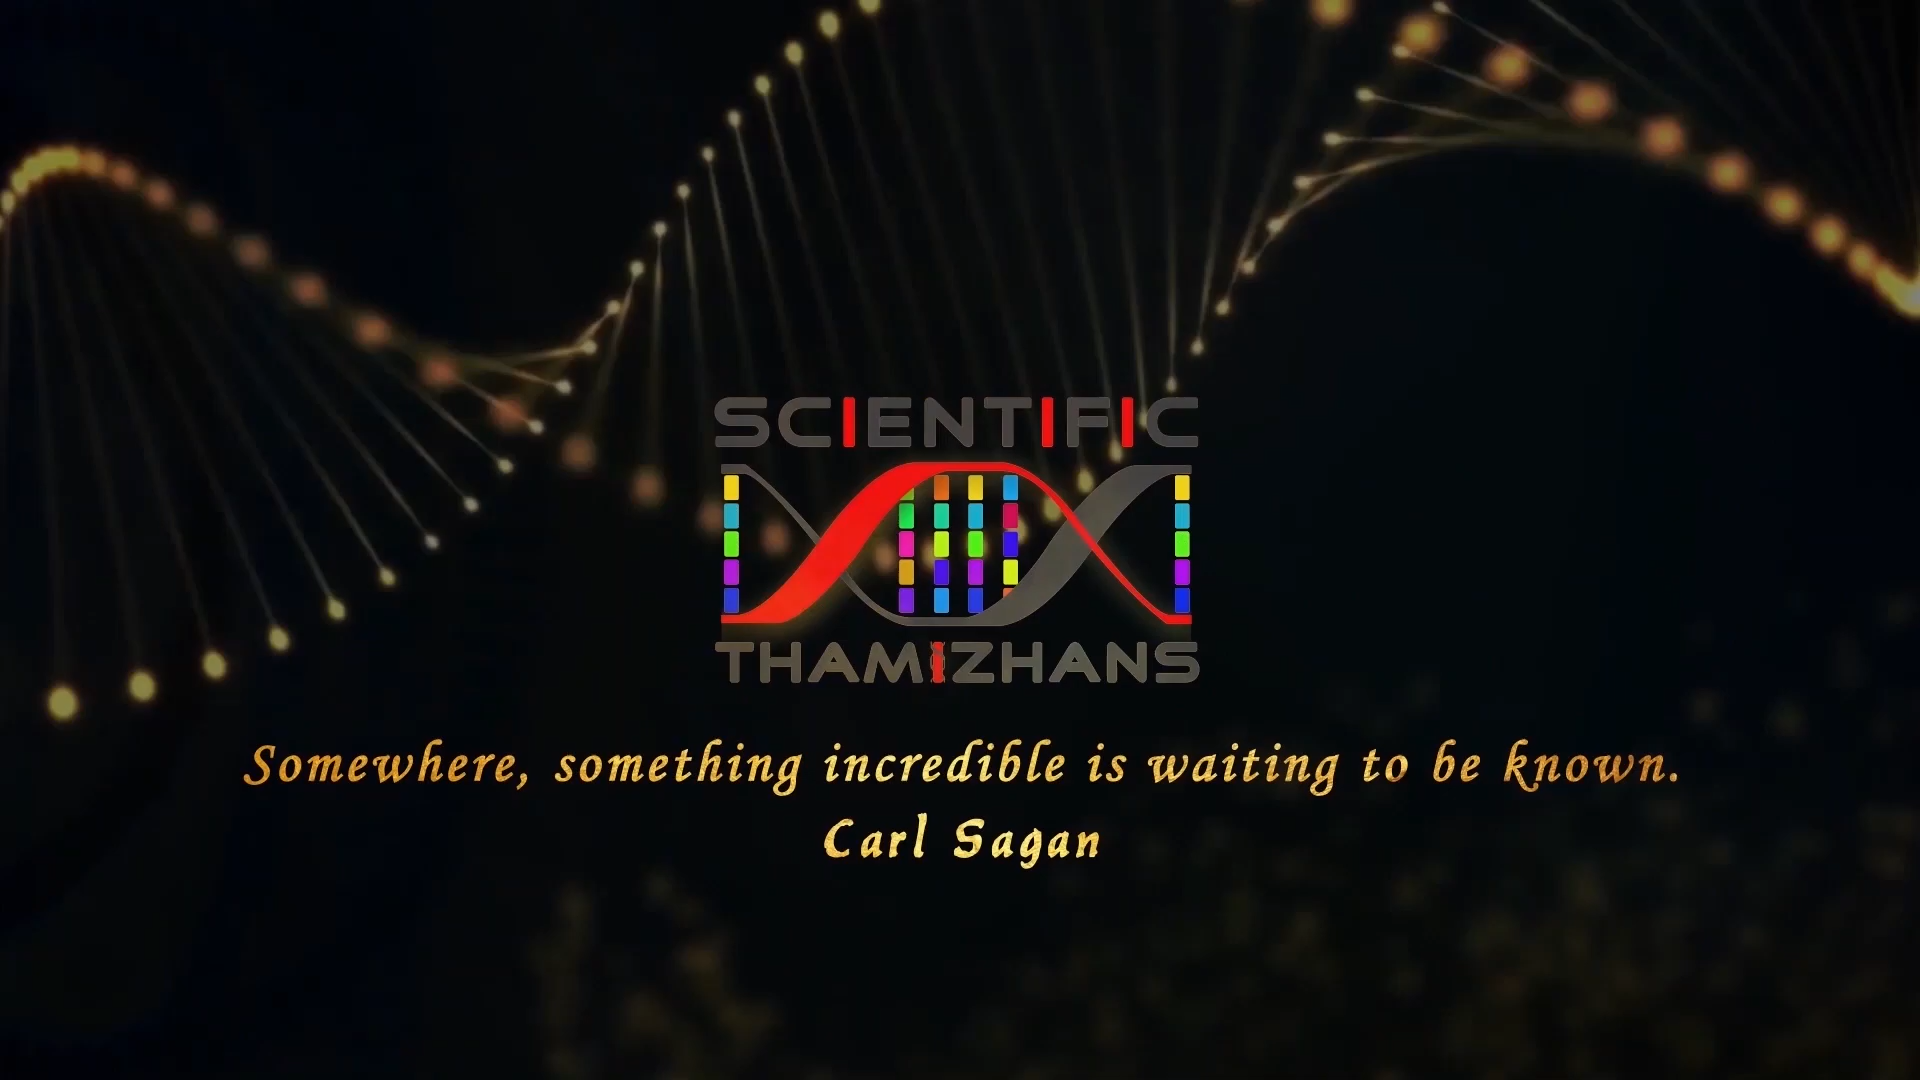 SCIENTIFIC
THAMIZHANS
Somewhere, something incredible is waiting to be known.
Carl Sagan